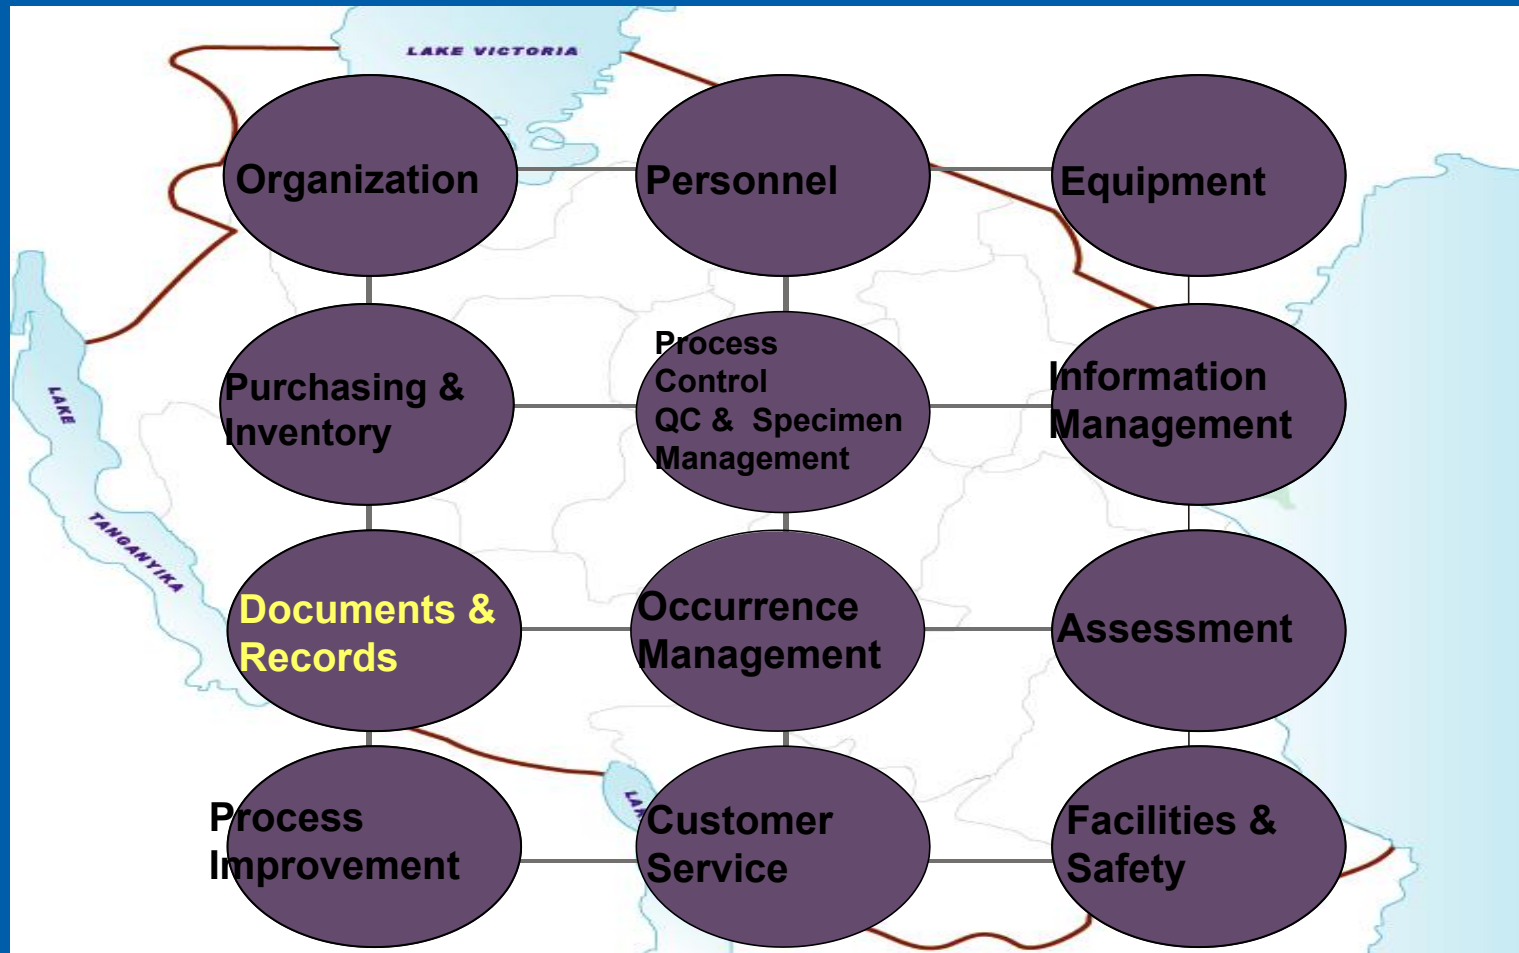 LAKE VICTORIA
Organization
Personnel
Equipment
Purchasing &
Inventory
Process
Control
QC & Specimen
Management
Information
Management
LAKE
TANGANYIKA
Documents &
Records
Occurrence
Management
Assessment
Process
Improvement
Customer
Service
Facilities &
Safety